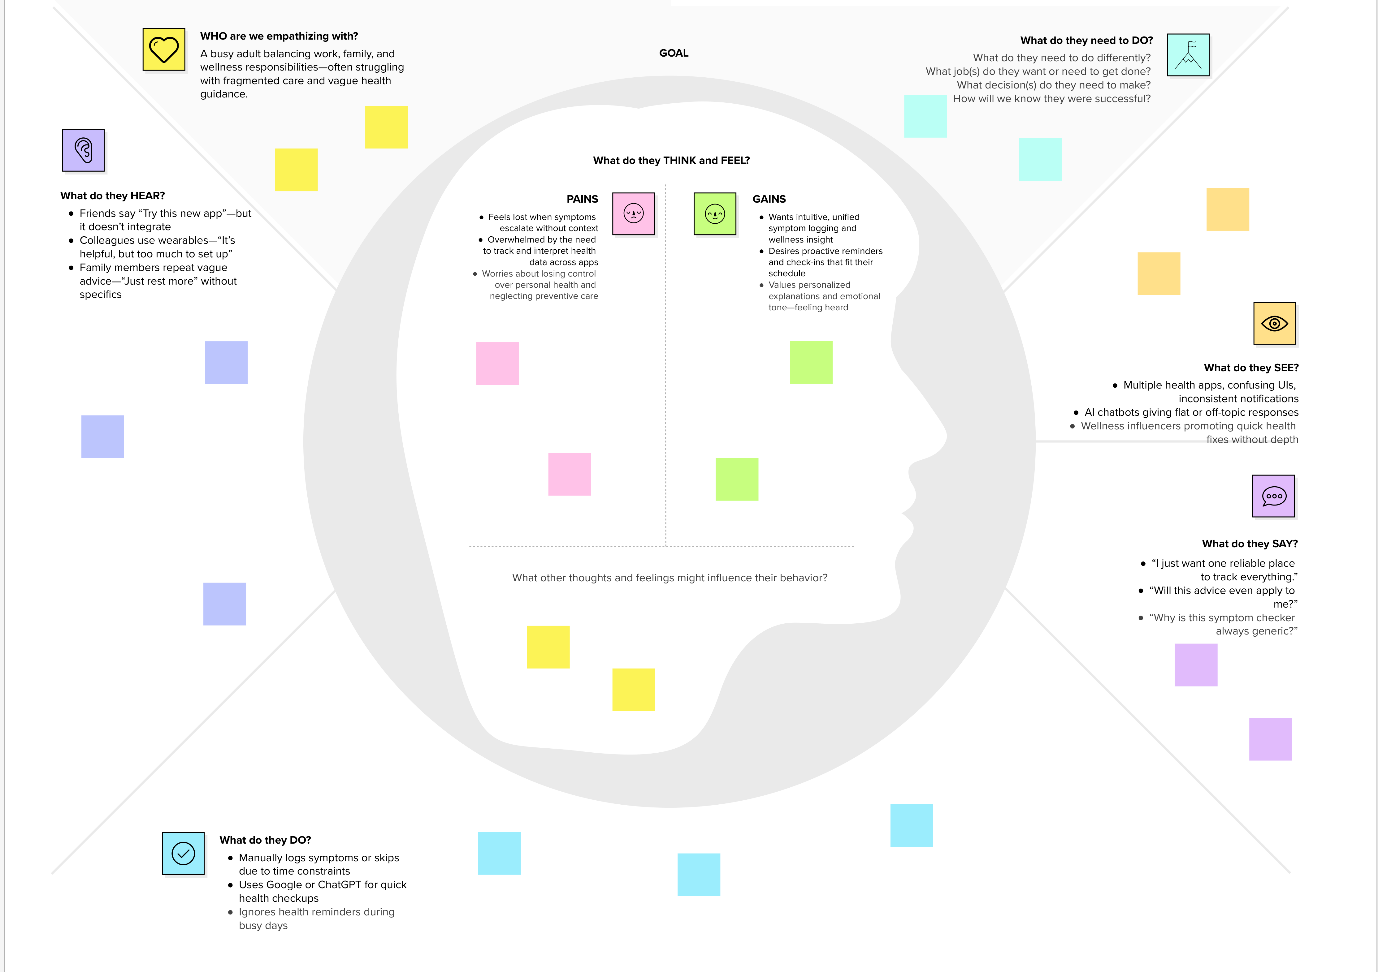 WHO are we empathizing with?
A busy adult balancing work, family, and
wellness responsibilities—often struggling
with fragmented care and vague health
guidance.
GOAL
What do they need to DO?
What do they need to do differently?
What job(s) do they want or need to get done?
What decision(s) do they need to make?
How will we know they were successful?
What do they HEAR?
● Friends say “Try this new app”—but
it doesn’t integrate
● Colleagues use wearables—“It’s
helpful, but too much to set up”
● Family members repeat vague
advice—“Just rest more” without
specifics
What do they THINK and FEEL?
PAINS
● Feels lost when symptoms
escalate without context
● Overwhelmed by the need
to track and interpret health
data across apps
● Worries about losing control
over personal health and
neglecting preventive care
GAINS
● Wants intuitive, unified
symptom logging and
wellness insight
● Desires proactive reminders
and check-ins that fit their
schedule
● Values personalized
explanations and emotional
tone—feeling heard
What do they SEE?
● Multiple health apps, confusing UIs,
inconsistent notifications
● AI chatbots giving flat or off-topic responses
● Wellness influencers promoting quick health
fixes without depth
What do they SAY?
● “I just want one reliable place
to track everything.”
● “Will this advice even apply to
me?”
● “Why is this symptom checker
always generic?”
What other thoughts and feelings might influence their behavior?
What do they DO?
● Manually logs symptoms or skips
due to time constraints
● Uses Google or ChatGPT for quick
health checkups
● Ignores health reminders during
busy days